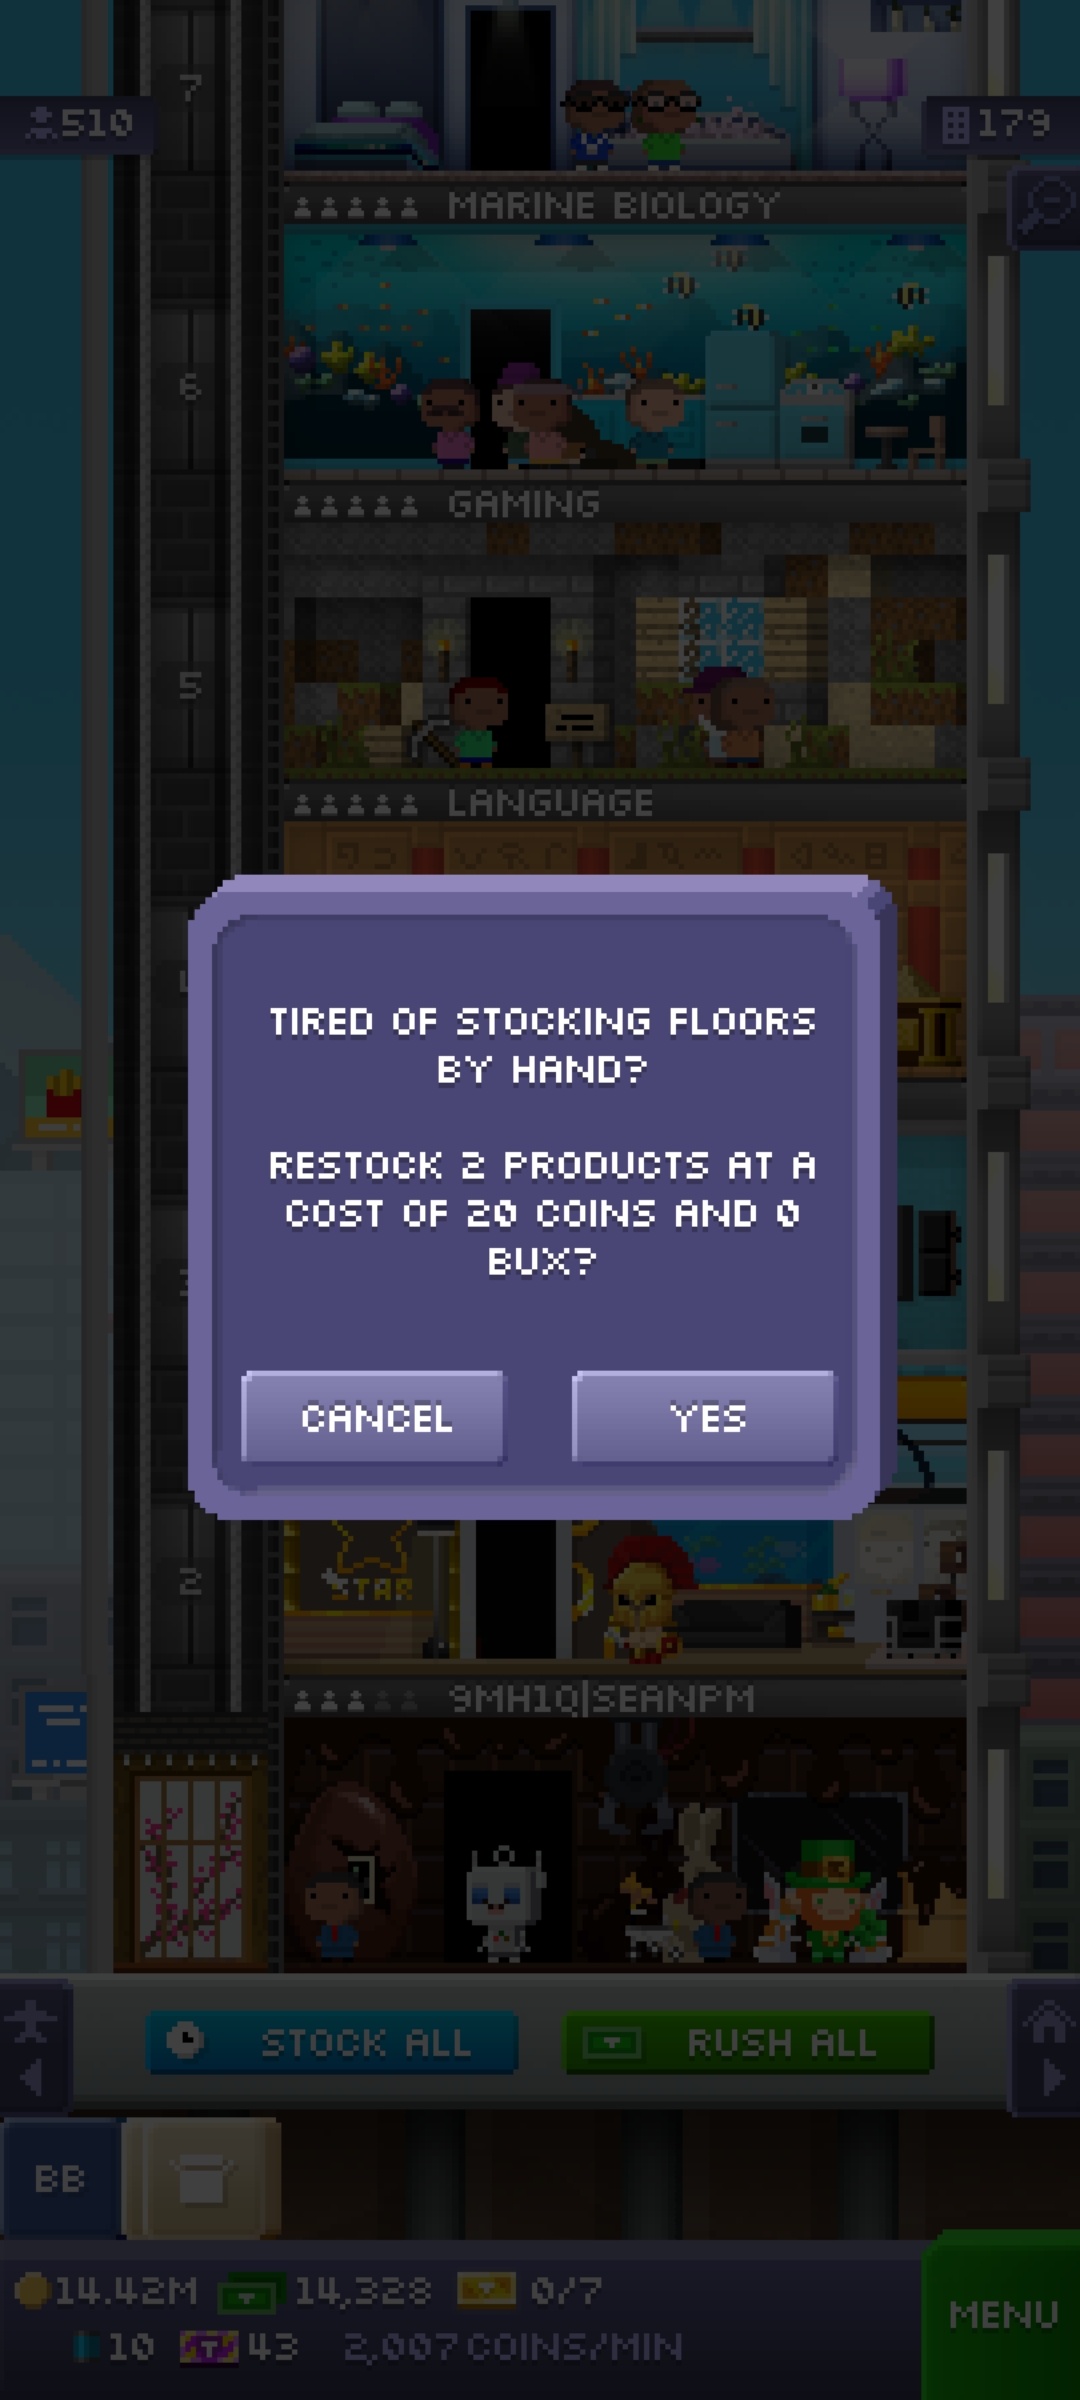 7
510
179
MARINE BIOLOGY
6
GAMING
5
LANGUAGE
TIRED OF STOCKING FLOORS
BY HAND?
RESTOCK 2 PRODUCTS AT A
COST OF 20 COINS AND 0
BUX?
CANCEL
YES
2
STAR
9MH1Q|SEANPM
STOCK ALL
RUSH ALL
BB
14.42M
14,328
0/7
MENU
10
43
2,007 COINS/MIN